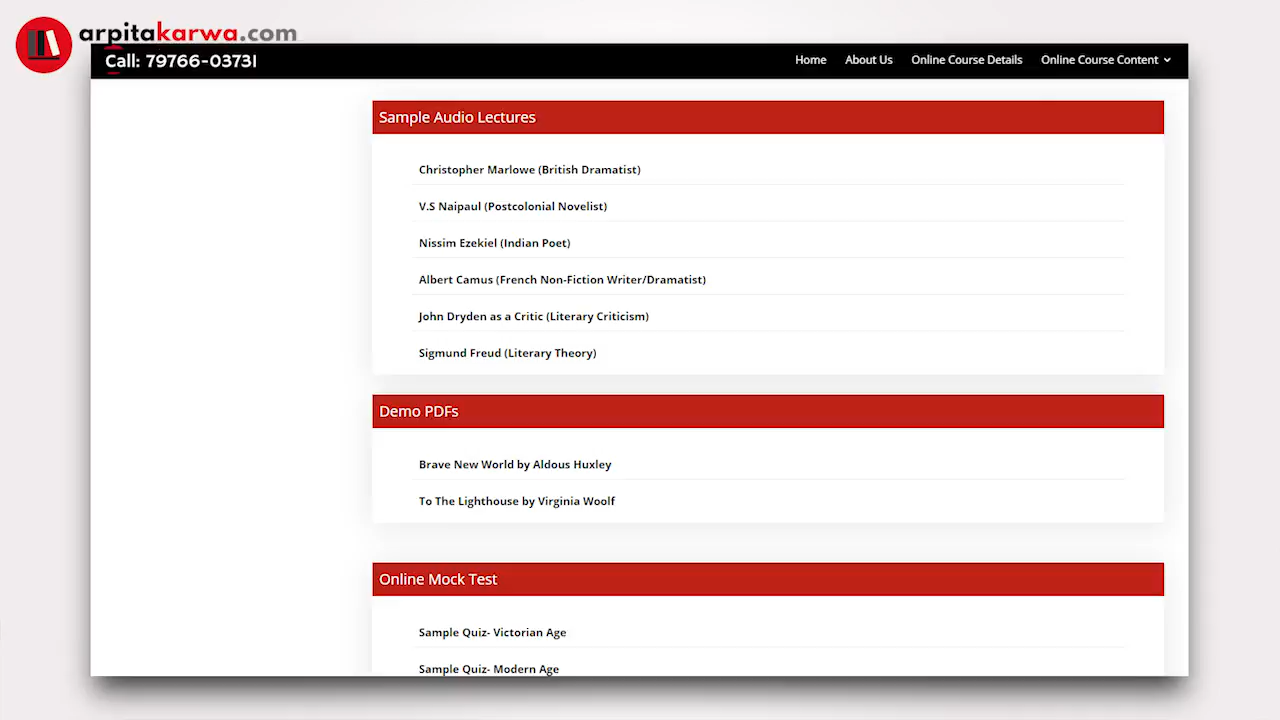 arpitakarwa.com
Call: 79766-03731
Home About Us Online Course Details Online Course Content
Sample Audio Lectures
Christopher Marlowe (British Dramatist)
V.S Naipaul (Postcolonial Novelist)
Nissim Ezekiel (Indian Poet)
Albert Camus (French Non-Fiction Writer/Dramatist)
John Dryden as a Critic (Literary Criticism)
Sigmund Freud (Literary Theory)
Demo PDFs
Brave New World by Aldous Huxley
To The Lighthouse by Virginia Woolf
Online Mock Test
Sample Quiz- Victorian Age
Sample Quiz- Modern Age